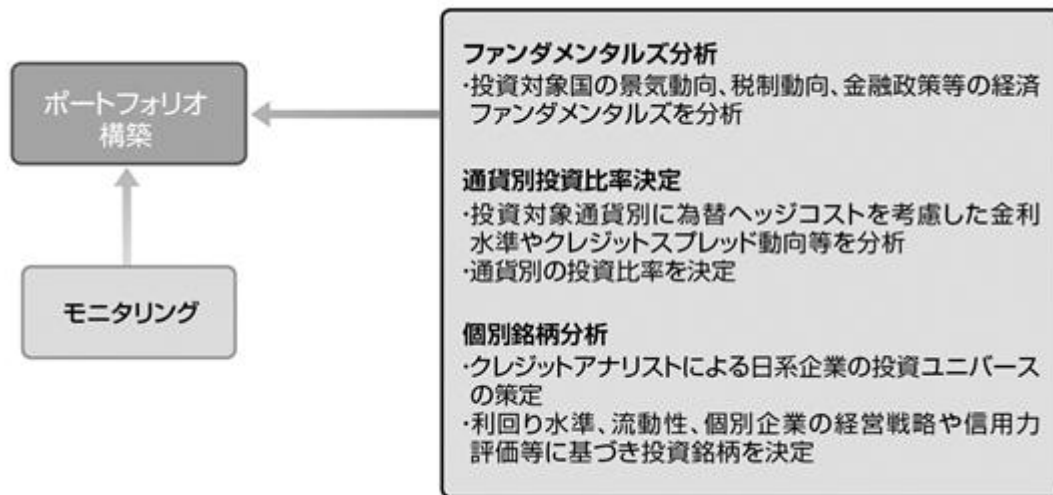 ポートフォリオ
構築
モニタリング
ファンダメンタルズ分析
・投資対象国の景気動向、税制動向、金融政策等の経済
ファンダメンタルズを分析
通貨別投資比率決定
・投資対象通貨別に為替ヘッジコストを考慮した金利
水準やクレジットスプレッド動向等を分析
・通貨別の投資比率を決定
個別銘柄分析
・クレジットアナリストによる日系企業の投資ユニバース
の策定
・利回り水準、流動性、個別企業の経営戦略や信用力
評価等に基づき投資銘柄を決定